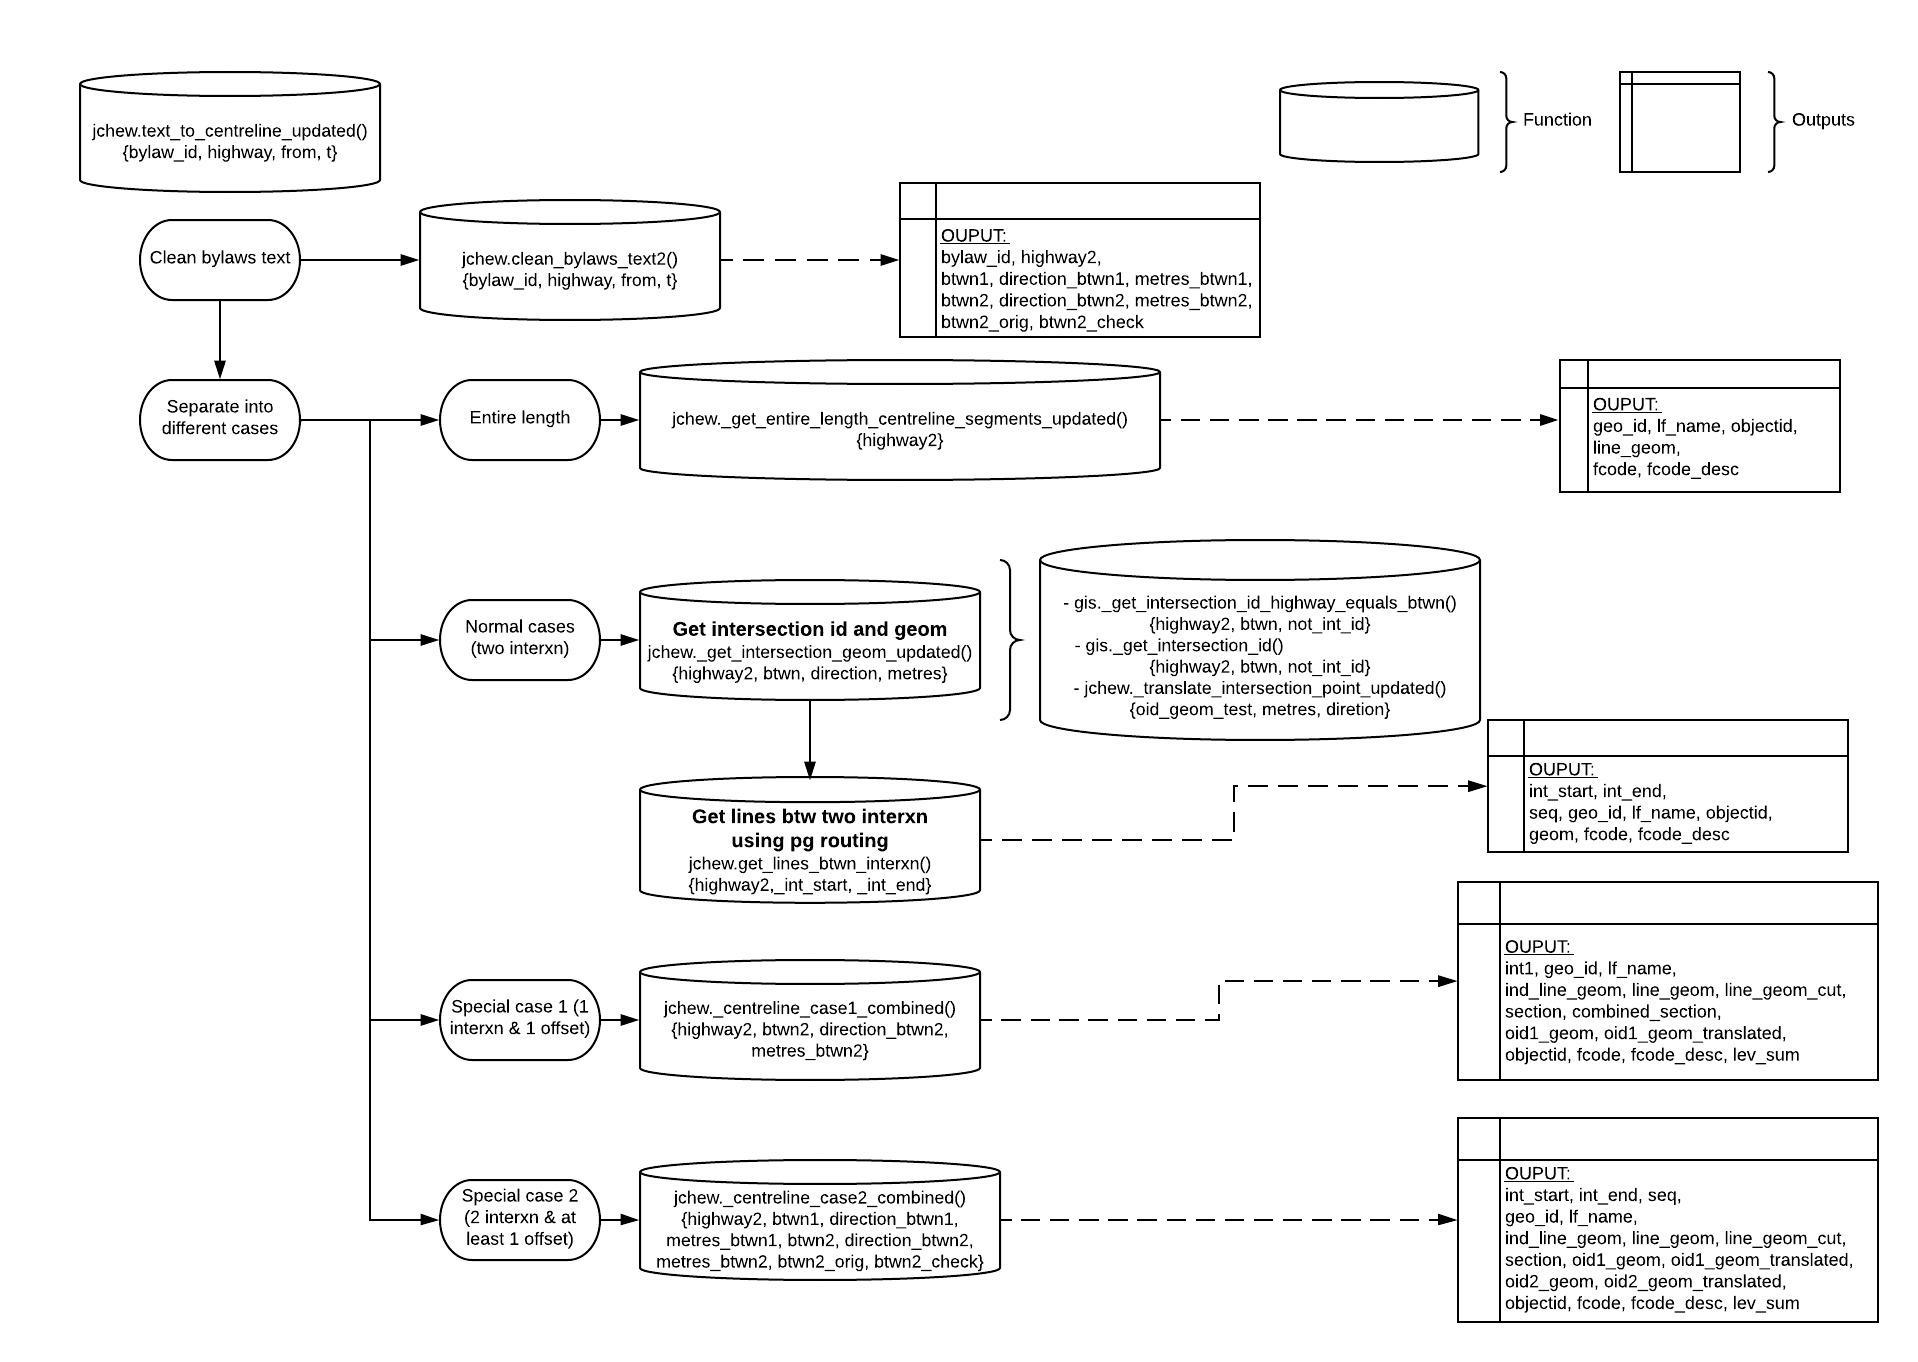 jchew.text_to_centreline_updated()
{bylaw_id, highway, from, t}
Function
Outputs
Clean bylaws text
jchew.clean_bylaws_text2()
{bylaw_id, highway, from, t}
OUPUT:
bylaw_id, highway2,
btwn1, direction_btwn1, metres_btwn1,
btwn2, direction_btwn2, metres_btwn2,
btwn2_orig, btwn2_check
Separate into
different cases
Entire length
jchew._get_entire_length_centreline_segments_updated()
{highway2}
OUPUT:
geo_id, lf_name, objectid,
line_geom,
fcode, fcode_desc
Normal cases
(two interxn)
Get intersection id and geom
jchew._get_intersection_geom_updated()
{highway2, btwn, direction, metres}
- gis._get_intersection_id_highway_equals_btwn()
{highway2, btwn, not_int_id}
- gis._get_intersection_id()
{highway2, btwn, not_int_id}
- jchew._translate_intersection_point_updated()
{oid_geom_test, metres, diretion}
Get lines btw two interxn
using pg routing
jchew.get_lines_btwn_interxn()
{highway2,_int_start, _int_end}
OUPUT:
int_start, int_end,
seq, geo_id, lf_name, objectid,
geom, fcode, fcode_desc
Special case 1 (1
interxn & 1 offset)
jchew._centreline_case1_combined()
{highway2, btwn2, direction_btwn2,
metres_btwn2}
OUPUT:
int1, geo_id, lf_name,
ind_line_geom, line_geom, line_geom_cut,
section, combined_section,
oid1_geom, oid1_geom_translated,
objectid, fcode, fcode_desc, lev_sum
Special case 2
(2 interxn & at
least 1 offset)
jchew._centreline_case2_combined()
{highway2, btwn1, direction_btwn1,
metres_btwn1, btwn2, direction_btwn2,
metres_btwn2, btwn2_orig, btwn2_check}
OUPUT:
int_start, int_end, seq,
geo_id, lf_name,
ind_line_geom, line_geom, line_geom_cut,
section, oid1_geom, oid1_geom_translated,
oid2_geom, oid2_geom_translated,
objectid, fcode, fcode_desc, lev_sum